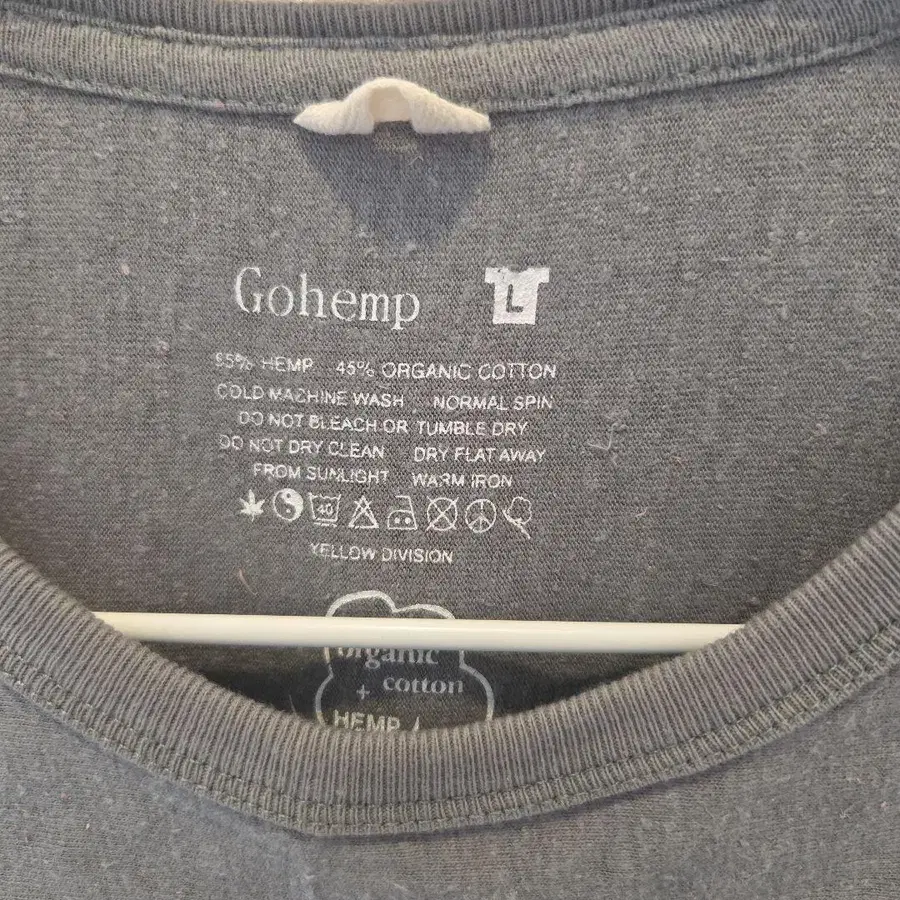 Gohemp L
55% HEMP 45% ORGANIC COTTON
COLD MACHINE WASH NORMAL SPIN
DO NOT BLEACH OR TUMBLE DRY
DO NOT DRY CLEAN DRY FLAT AWAY
FROM SUNLIGHT WARM IRON
40
YELLOW DIVISION
organic
+ cotton
HEMP